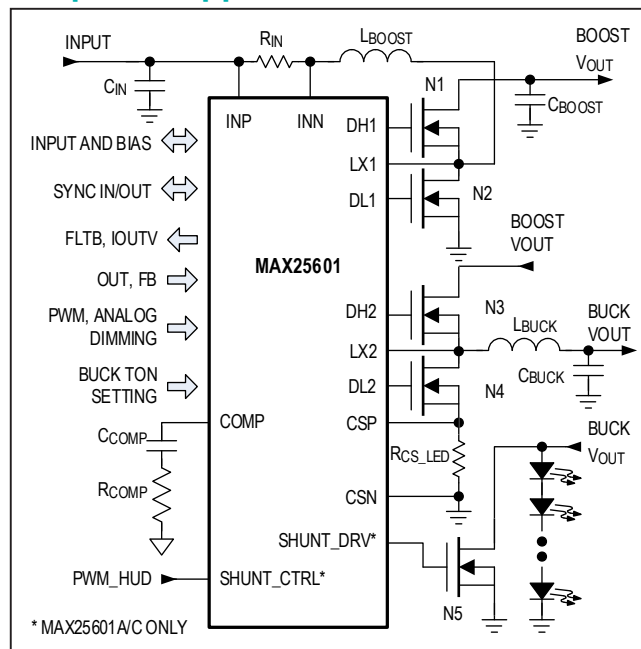 INPUT
RIN
LBOOST
BOOST
VOUT
CIN
N1
CBOOST
INP
INN
DH1
INPUT AND BIAS
LX1
SYNC IN/OUT
DL1
N2
FLTB, IOUTV
BOOST
VOUT
MAX25601
OUT, FB
DH2
N3
PWM, ANALOG
DIMMING
LBUCK
BUCK
VOUT
LX2
BUCK TON
SETTING
DL2
N4
CBUCK
COMP
CSP
BUCK
VOUT
CCOMP
RCS_LED
RCOMP
CSN
SHUNT_DRV*
PWM_HUD
SHUNT_CTRL*
N5
* MAX25601A/C ONLY